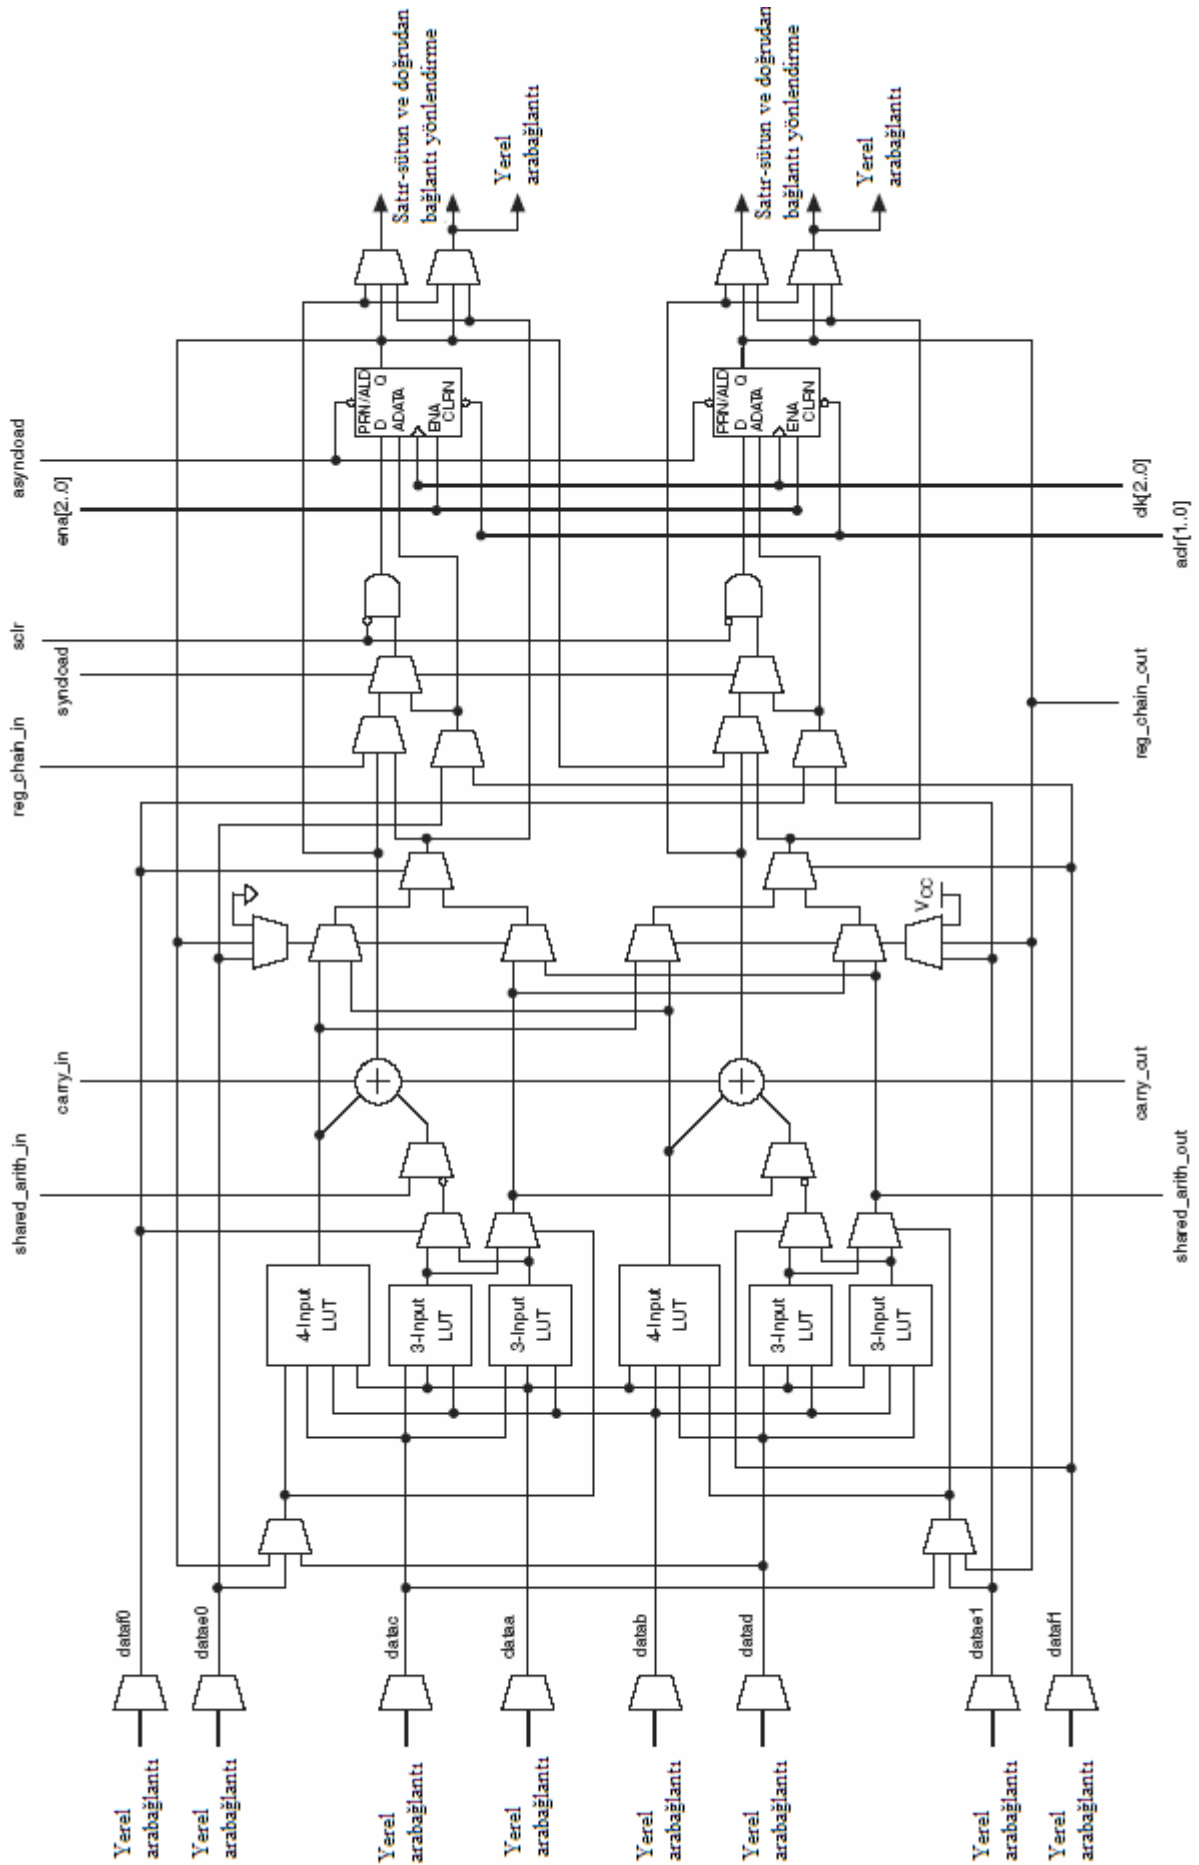 Yerel
arabağlantı
Yerel
arabağlantı
Yerel
arabağlantı
Yerel
arabağlantı
Yerel
arabağlantı
Yerel
arabağlantı
Yerel
arabağlantı
Yerel
arabağlantı
dataf0
datae0
datac
dataa
datab
datad
datae1
dataf1
4-Input
LUT
3-Input
LUT
3-Input
LUT
4-Input
LUT
3-Input
LUT
3-Input
LUT
shared_arith_in
carry_in
reg_chain_in
syncload
sclr
ena[2..0]
asyncload
shared_arith_out
carry_out
VCC
reg_chain_out
aclr[1..0]
clk[2..0]
PRN/ALD
D
Q
ADATA
ENA
CLRN
PRN/ALD
D
Q
ADATA
ENA
CLRN
Satır-sütun ve doğrudan
bağlantı yönlendirme
Yerel
arabağlantı
Satır-sütun ve doğrudan
bağlantı yönlendirme
Yerel
arabağlantı